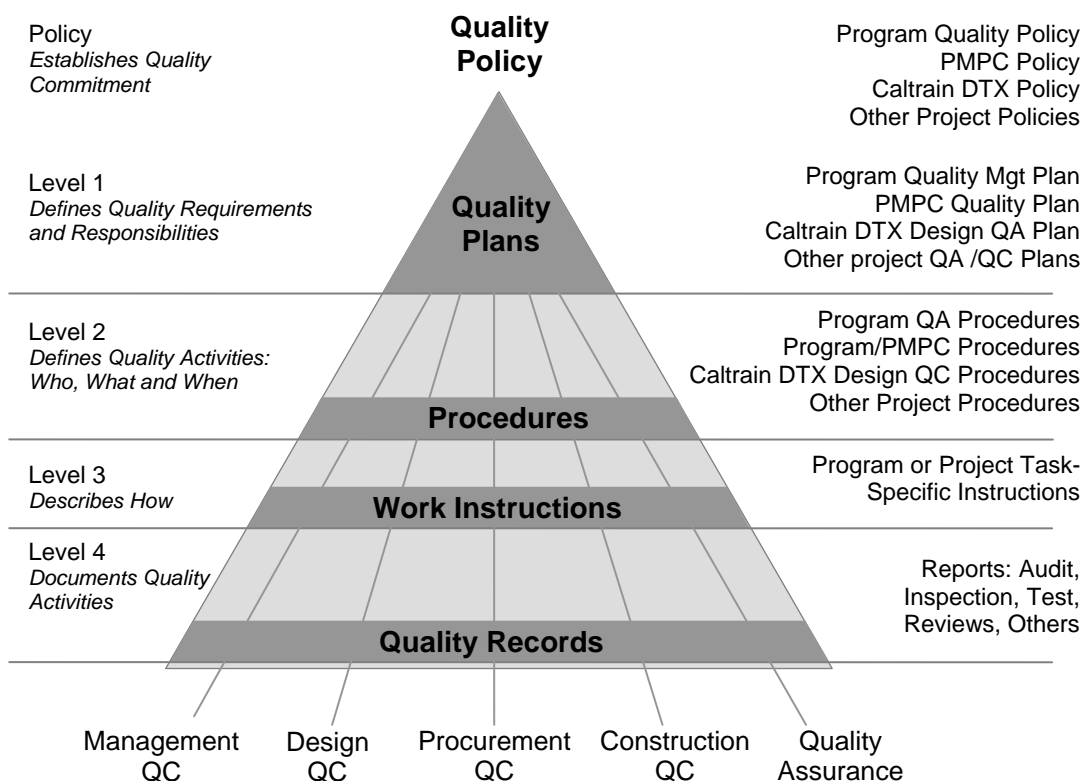 Policy
Establishes Quality
Commitment
Quality
Policy
Program Quality Policy
PMPC Policy
Caltrain DTX Policy
Other Project Policies
Level 1
Defines Quality Requirements
and Responsibilities
Quality
Plans
Program Quality Mgt Plan
PMPC Quality Plan
Caltrain DTX Design QA Plan
Other project QA /QC Plans
Level 2
Defines Quality Activities:
Who, What and When
Procedures
Program QA Procedures
Program/PMPC Procedures
Caltrain DTX Design QC Procedures
Other Project Procedures
Level 3
Describes How
Work Instructions
Program or Project Task-
Specific Instructions
Level 4
Documents Quality
Activities
Quality Records
Reports: Audit,
Inspection, Test,
Reviews, Others
Management
QC
Design
QC
Procurement
QC
Construction
QC
Quality
Assurance